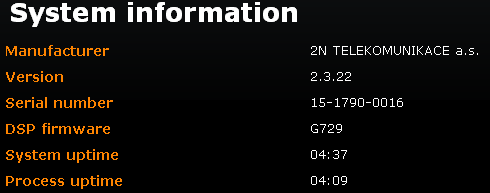 System information
Manufacturer 2N TELEKOMUNIKACE a.s.
Version 2.3.22
Serial number 15-1790-0016
DSP firmware G729
System uptime 04:37
Process uptime 04:09